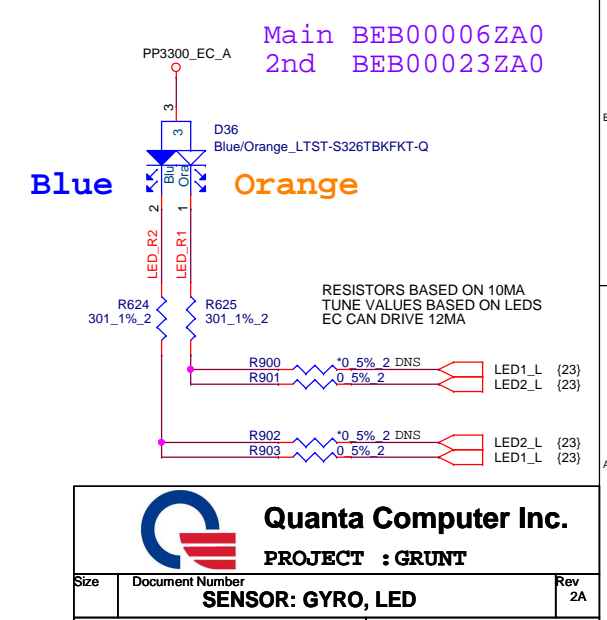 Main BEB00006ZA0
2nd BEB00023ZA0
PP3300_EC_A
3
3
D36
Blue/Orange_LTST-S326TBKFKT-Q
Blue
Blu
Ora
Orange
2
1
LED_R2
LED_R1
RESISTORS BASED ON 10MA
TUNE VALUES BASED ON LEDS
EC CAN DRIVE 12MA
R624
301_1%_2
R625
301_1%_2
R900 *0_5%_2 DNS LED1_L {23}
R901 0_5%_2 LED2_L {23}
R902 *0_5%_2 DNS LED2_L {23}
R903 0_5%_2 LED1_L {23}
Quanta Computer Inc.
PROJECT : GRUNT
Size
Document Number
Rev
SENSOR: GYRO, LED
2A